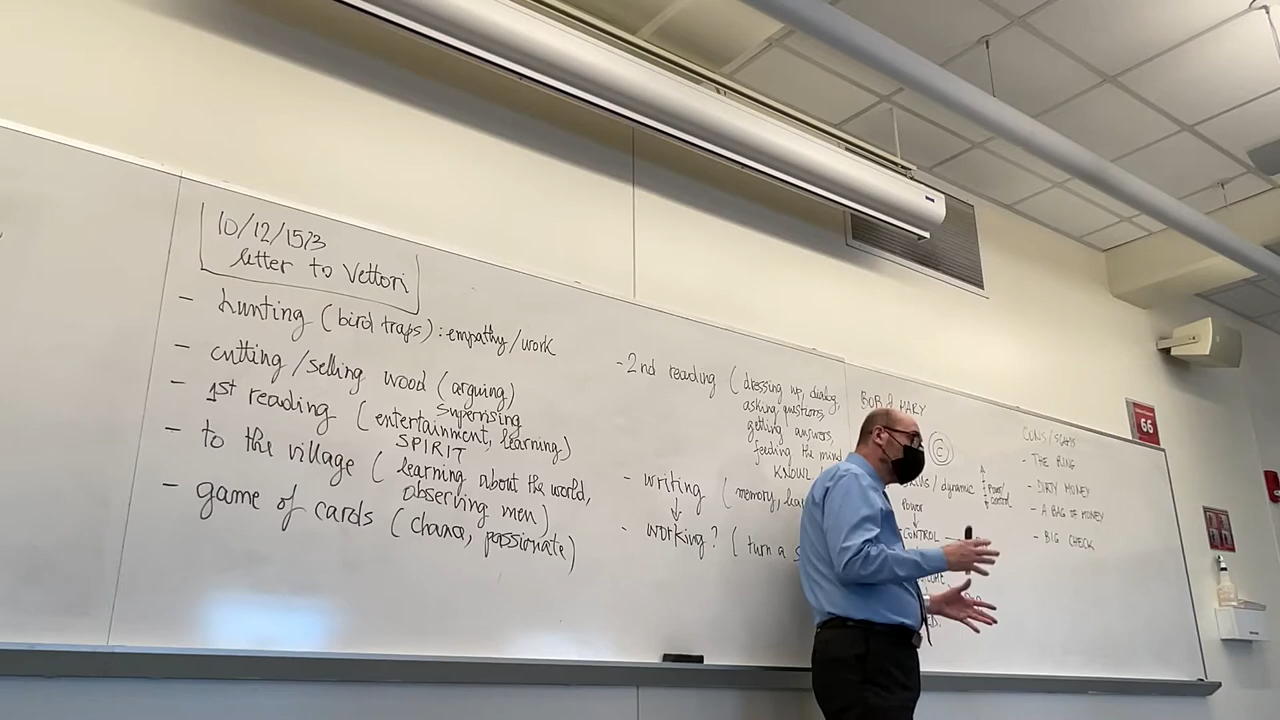 10/12/1513
letter to Vettori
- hunting (bird traps): empathy/work
- cutting/selling wood (arguing)
supervising
- 1st reading (entertainment, learning)
SPIRIT
- to the village (learning about the world,
observing men)
- game of cards (chance, passionate)
- 2nd reading (dressing up, dialog,
asking questions,
getting answers,
feeding the mind
- writing (memory,
- working? (turn a
BOB & MARY
C
/ dynamic
Power/
control
Power
CONTROL
CONS/SCAMS
- THE RING
- DIRTY MONEY
- A BAG OF MONEY
- BIG CHECK
66